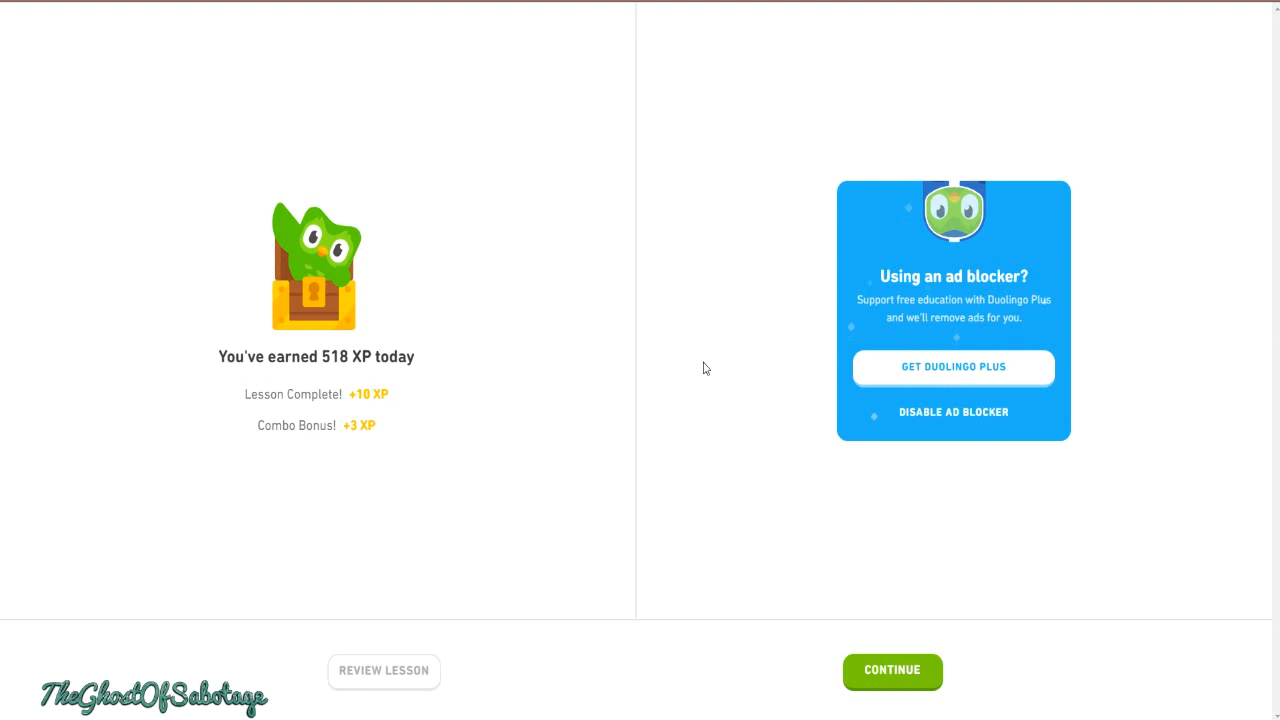 You've earned 518 XP today
Lesson Complete! +10 XP
Combo Bonus! +3 XP
Using an ad blocker?
Support free education with Duolingo Plus
and we'll remove ads for you.
GET DUOLINGO PLUS
DISABLE AD BLOCKER
REVIEW LESSON
CONTINUE
TheGhostOfSabotage